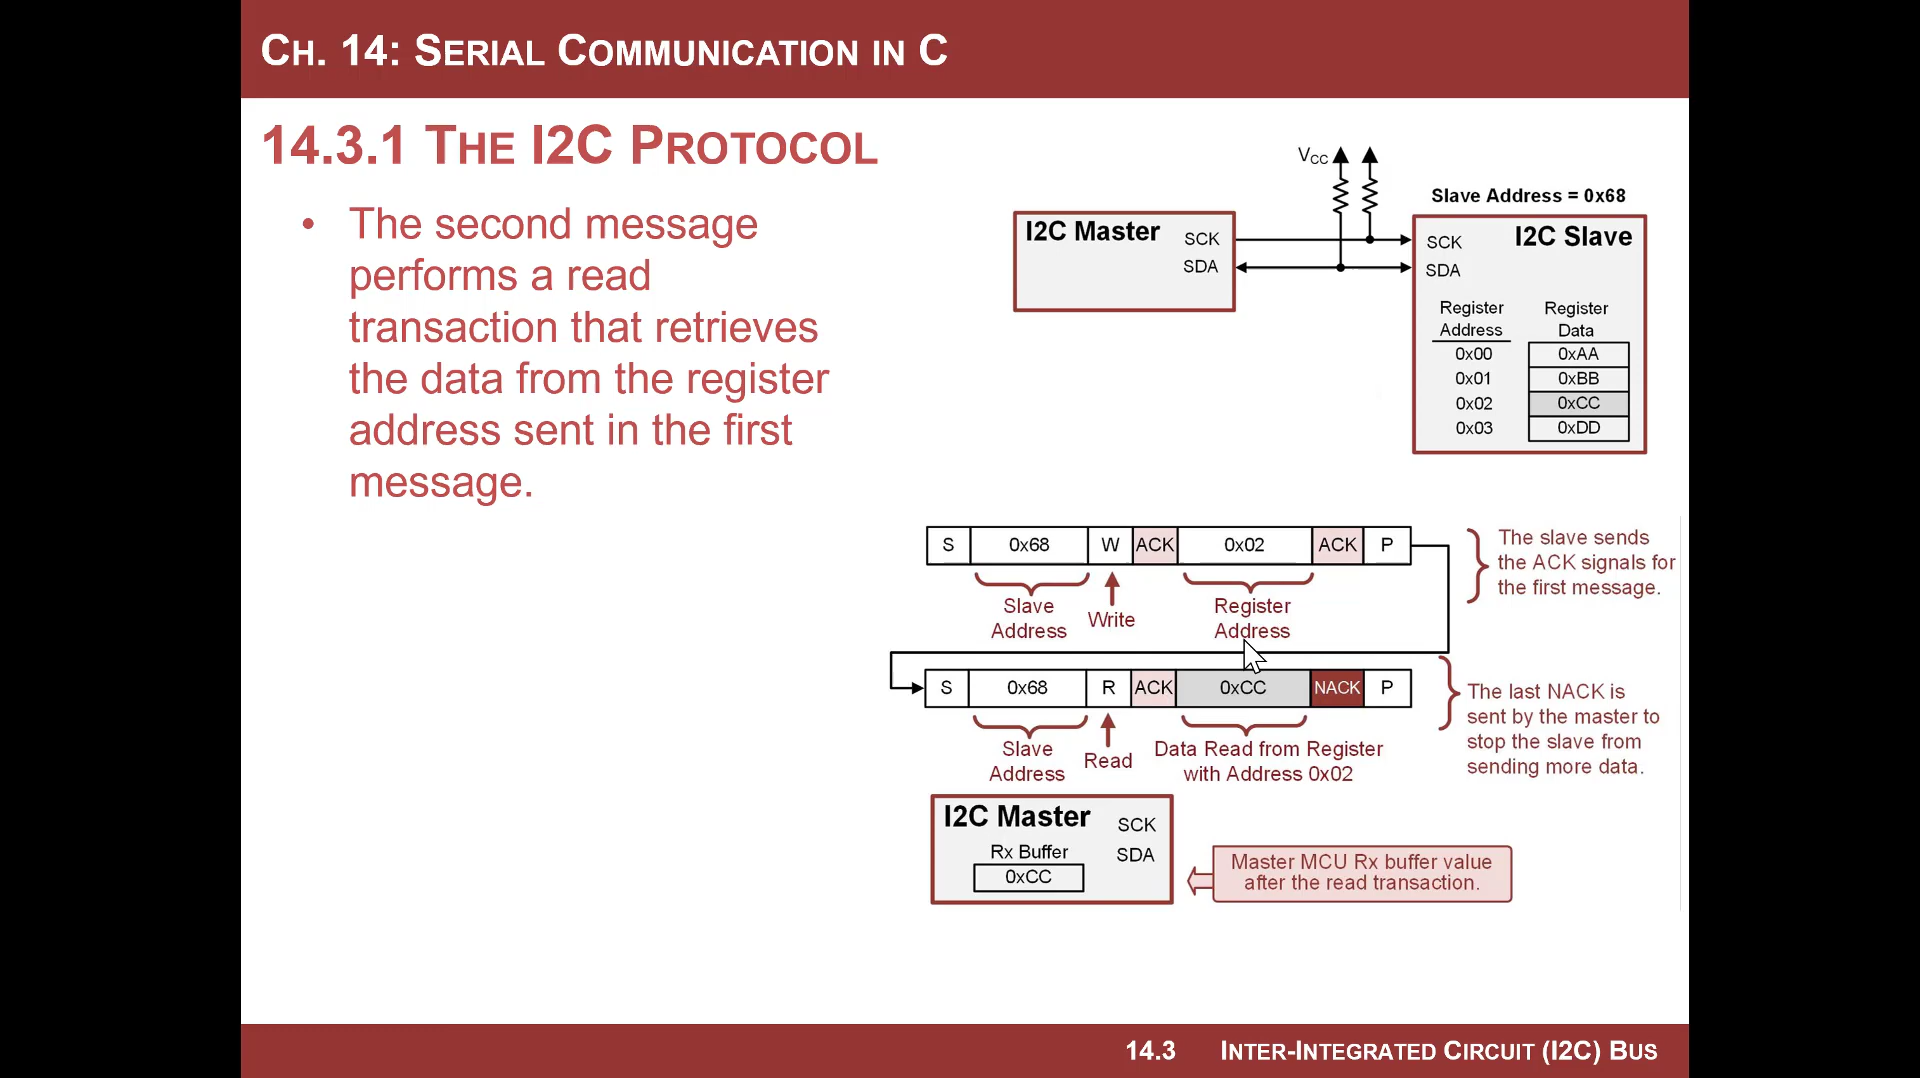 CH. 14: SERIAL COMMUNICATION IN C
14.3.1 THE I2C PROTOCOL
• The second message
performs a read
transaction that retrieves
the data from the register
address sent in the first
message.
VCC
Slave Address = 0x68
I2C Master
SCK
SDA
I2C Slave
SCK
SDA
Register Address
Register Data
0x00 0xAA
0x01 0xBB
0x02 0xCC
0x03 0xDD
S 0x68 W ACK 0x02 ACK P
Slave
Address
Write
Register
Address
The slave sends
the ACK signals for
the first message.
S 0x68 R ACK 0xCC NACK P
Slave
Address
Read
Data Read from Register
with Address 0x02
The last NACK is
sent by the master to
stop the slave from
sending more data.
I2C Master
SCK
SDA
Rx Buffer
0xCC
Master MCU Rx buffer value
after the read transaction.
14.3 INTER-INTEGRATED CIRCUIT (I2C) BUS